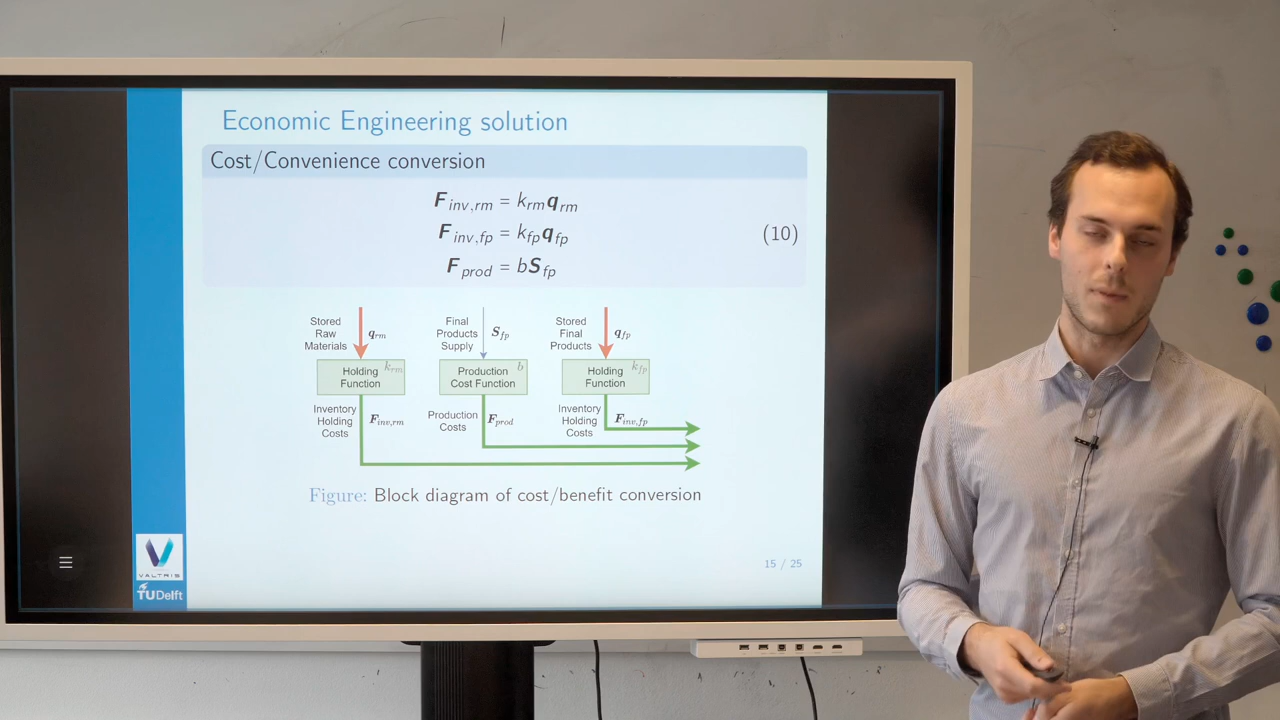 Economic Engineering solution
Cost/Convenience conversion
F inv,rm = k rm q rm
F inv,fp = k fp q fp
(10)
F prod = b S fp
Stored Raw Materials
q rm
Final Products Supply
S fp
Stored Final Products
q fp
Holding Function
k rm
Production Cost Function
b
Holding Function
k fp
Inventory Holding Costs
F inv,rm
Production Costs
F prod
Inventory Holding Costs
F inv,fp
Figure: Block diagram of cost/benefit conversion
15 / 25
VALTRIS
TUDelft